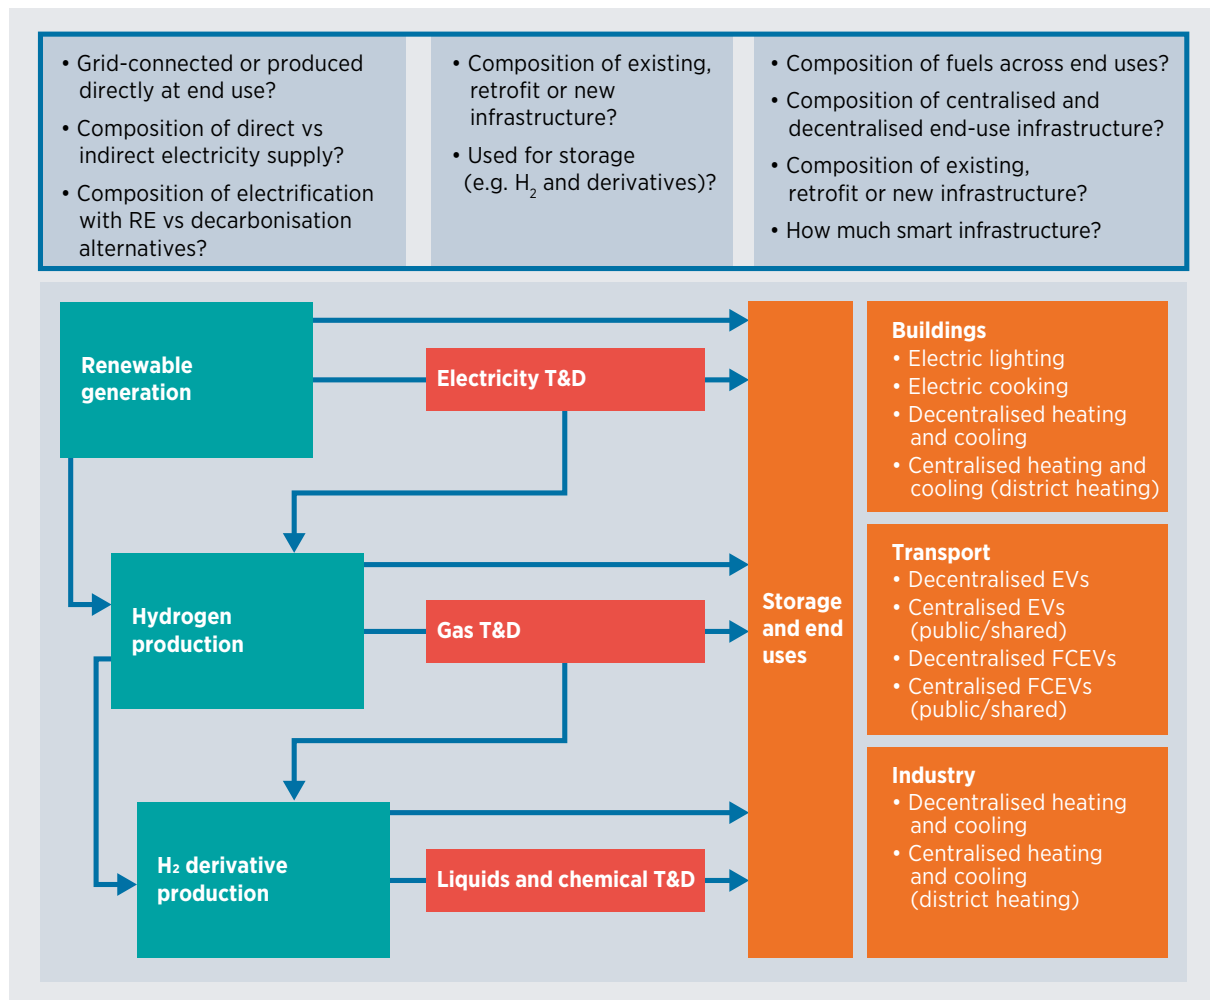 • Grid-connected or produced
directly at end use?
• Composition of direct vs
indirect electricity supply?
• Composition of electrification
with RE vs decarbonisation
alternatives?
• Composition of existing,
retrofit or new
infrastructure?
• Used for storage
(e.g. H₂ and derivatives)?
• Composition of fuels across end uses?
• Composition of centralised and
decentralised end-use infrastructure?
• Composition of existing,
retrofit or new infrastructure?
• How much smart infrastructure?
Renewable
generation
Electricity T&D
Hydrogen
production
Gas T&D
H₂ derivative
production
Liquids and chemical T&D
Storage
and end
uses
Buildings
• Electric lighting
• Electric cooking
• Decentralised heating
and cooling
• Centralised heating and
cooling (district heating)
Transport
• Decentralised EVs
• Centralised EVs
(public/shared)
• Decentralised FCEVs
• Centralised FCEVs
(public/shared)
Industry
• Decentralised heating
and cooling
• Centralised heating
and cooling
(district heating)